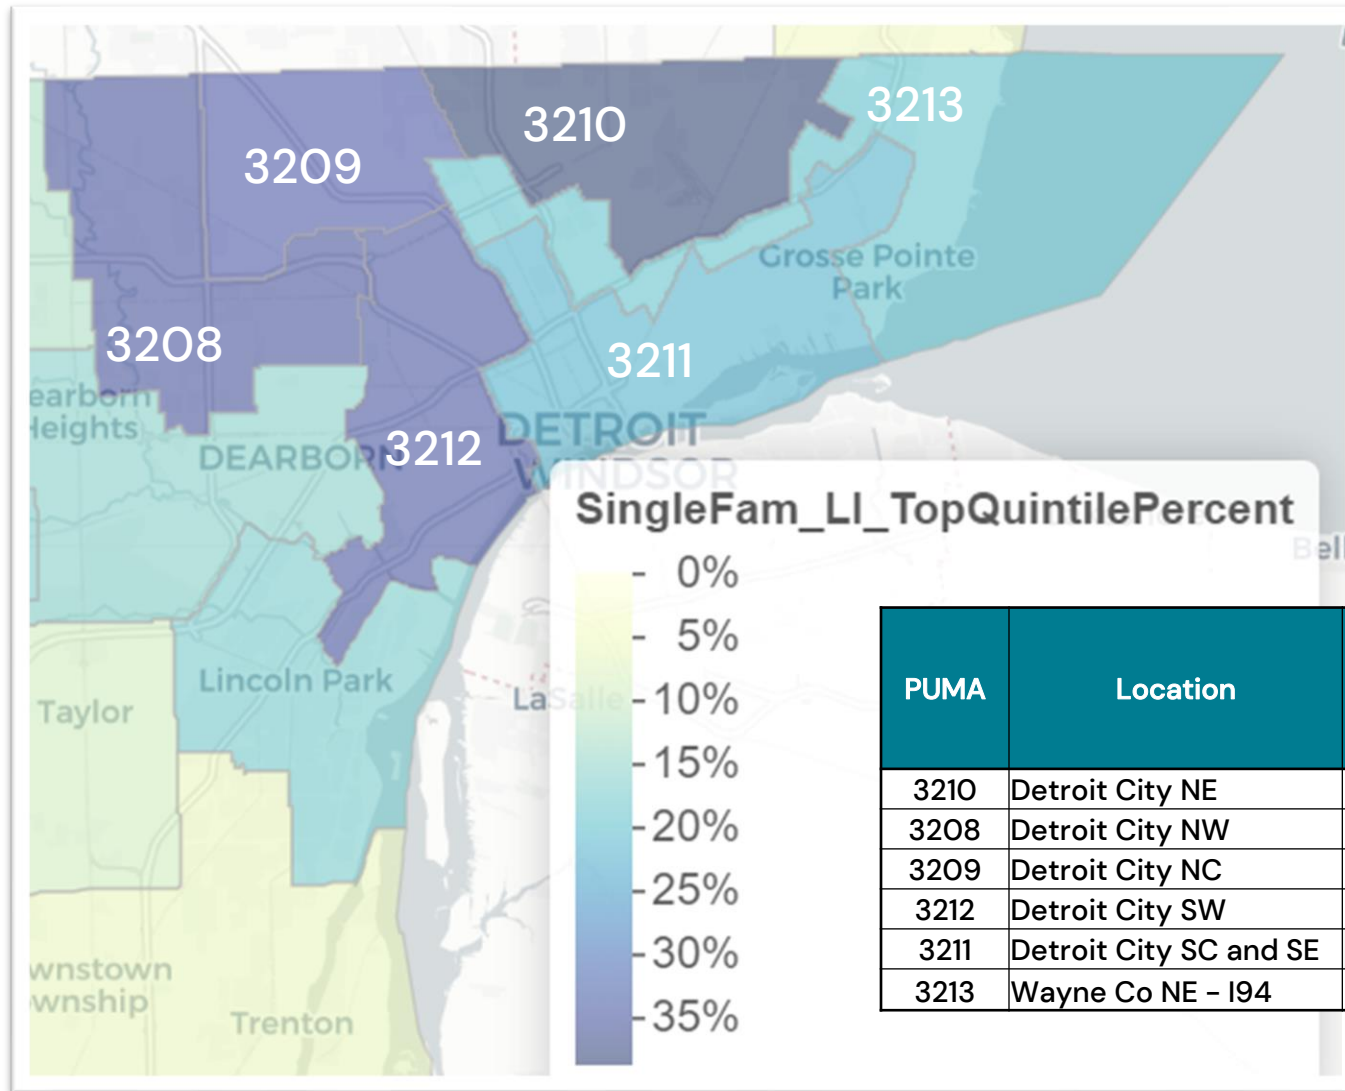 3210
3213
3209
Grosse Pointe
Park
3208
3211
earborn
Heights
DETROIT
DEARBORN
3212
WINDSOR
SingleFam_LI_TopQuintilePercent
Bell
0%
5%
10%
15%
20%
25%
30%
35%
Lincoln Park
LaSalle
Taylor
wnstown
ownship
Trenton
PUMA Location
3210 Detroit City NE
3208 Detroit City NW
3209 Detroit City NC
3212 Detroit City SW
3211 Detroit City SC and SE
3213 Wayne Co NE – I94